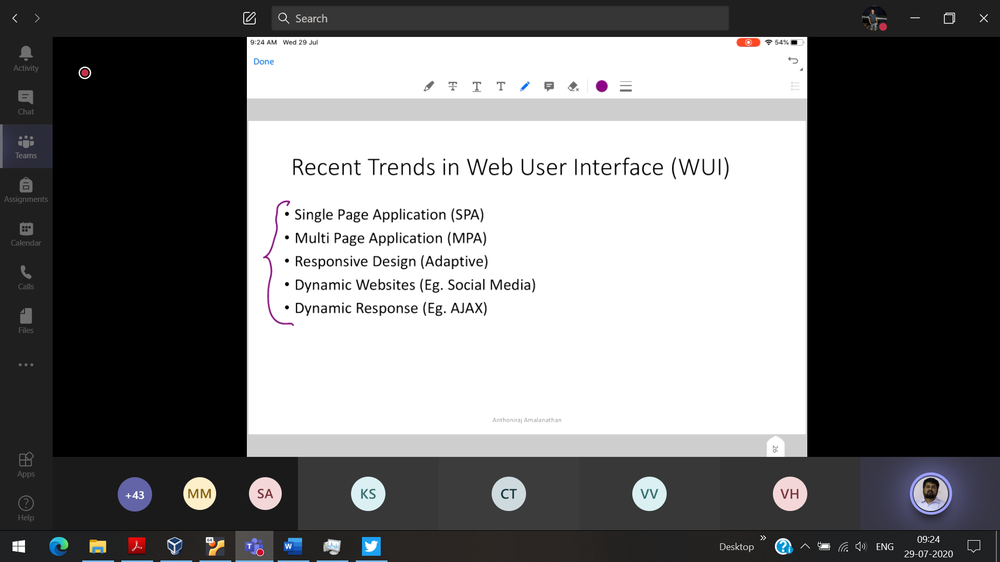 Search
Activity
Chat
Teams
Assignments
Calendar
Calls
Files
Apps
Help
9:24 AM Wed 29 Jul
54%
Done
Recent Trends in Web User Interface (WUI)
• Single Page Application (SPA)
• Multi Page Application (MPA)
• Responsive Design (Adaptive)
• Dynamic Websites (Eg. Social Media)
• Dynamic Response (Eg. AJAX)
Anthoniraj Amalanathan
26
+43 MM SA KS CT VV VH
64
Desktop
ENG
09:24
29-07-2020